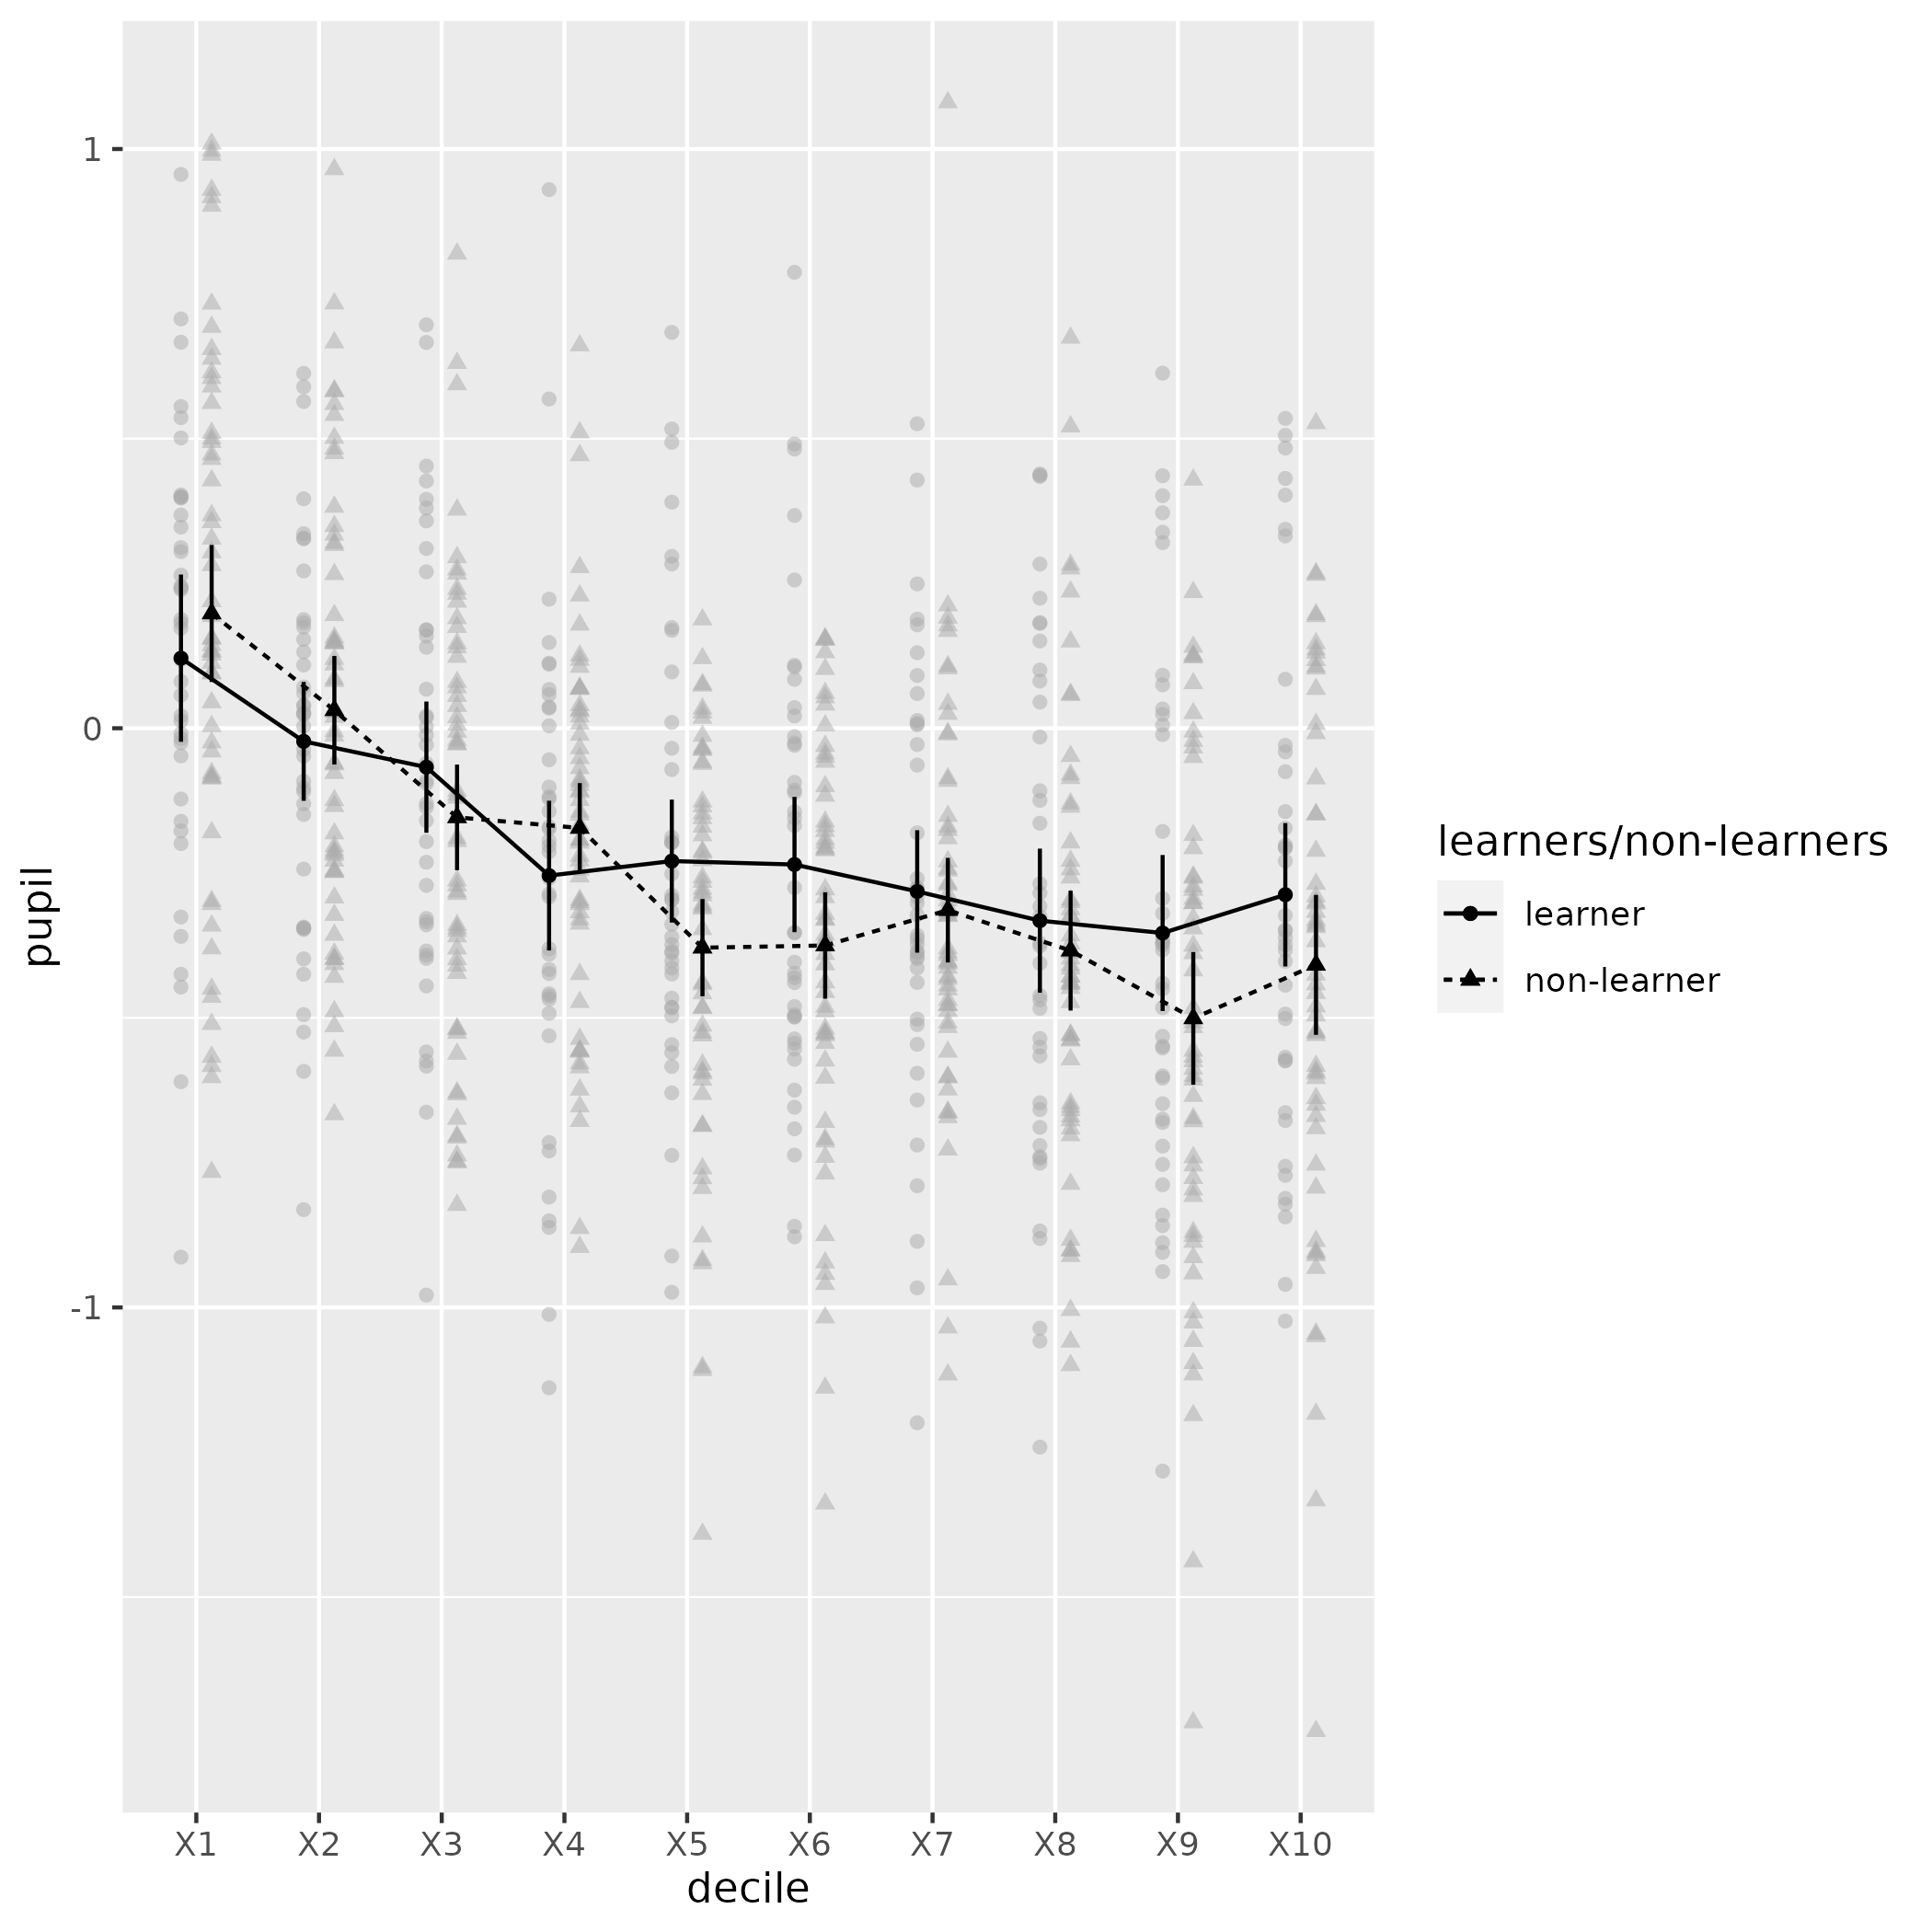 1
0
-1
pupil
X1 X2 X3 X4 X5 X6 X7 X8 X9 X10
decile
learners/non-learners
learner
non-learner